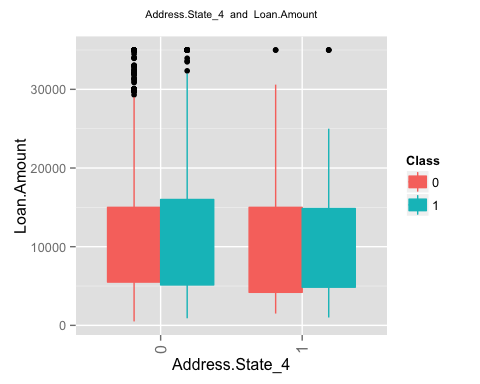 Address.State_4 and Loan.Amount
Loan.Amount
30000
20000
10000
0
0
1
Address.State_4
Class
0
1